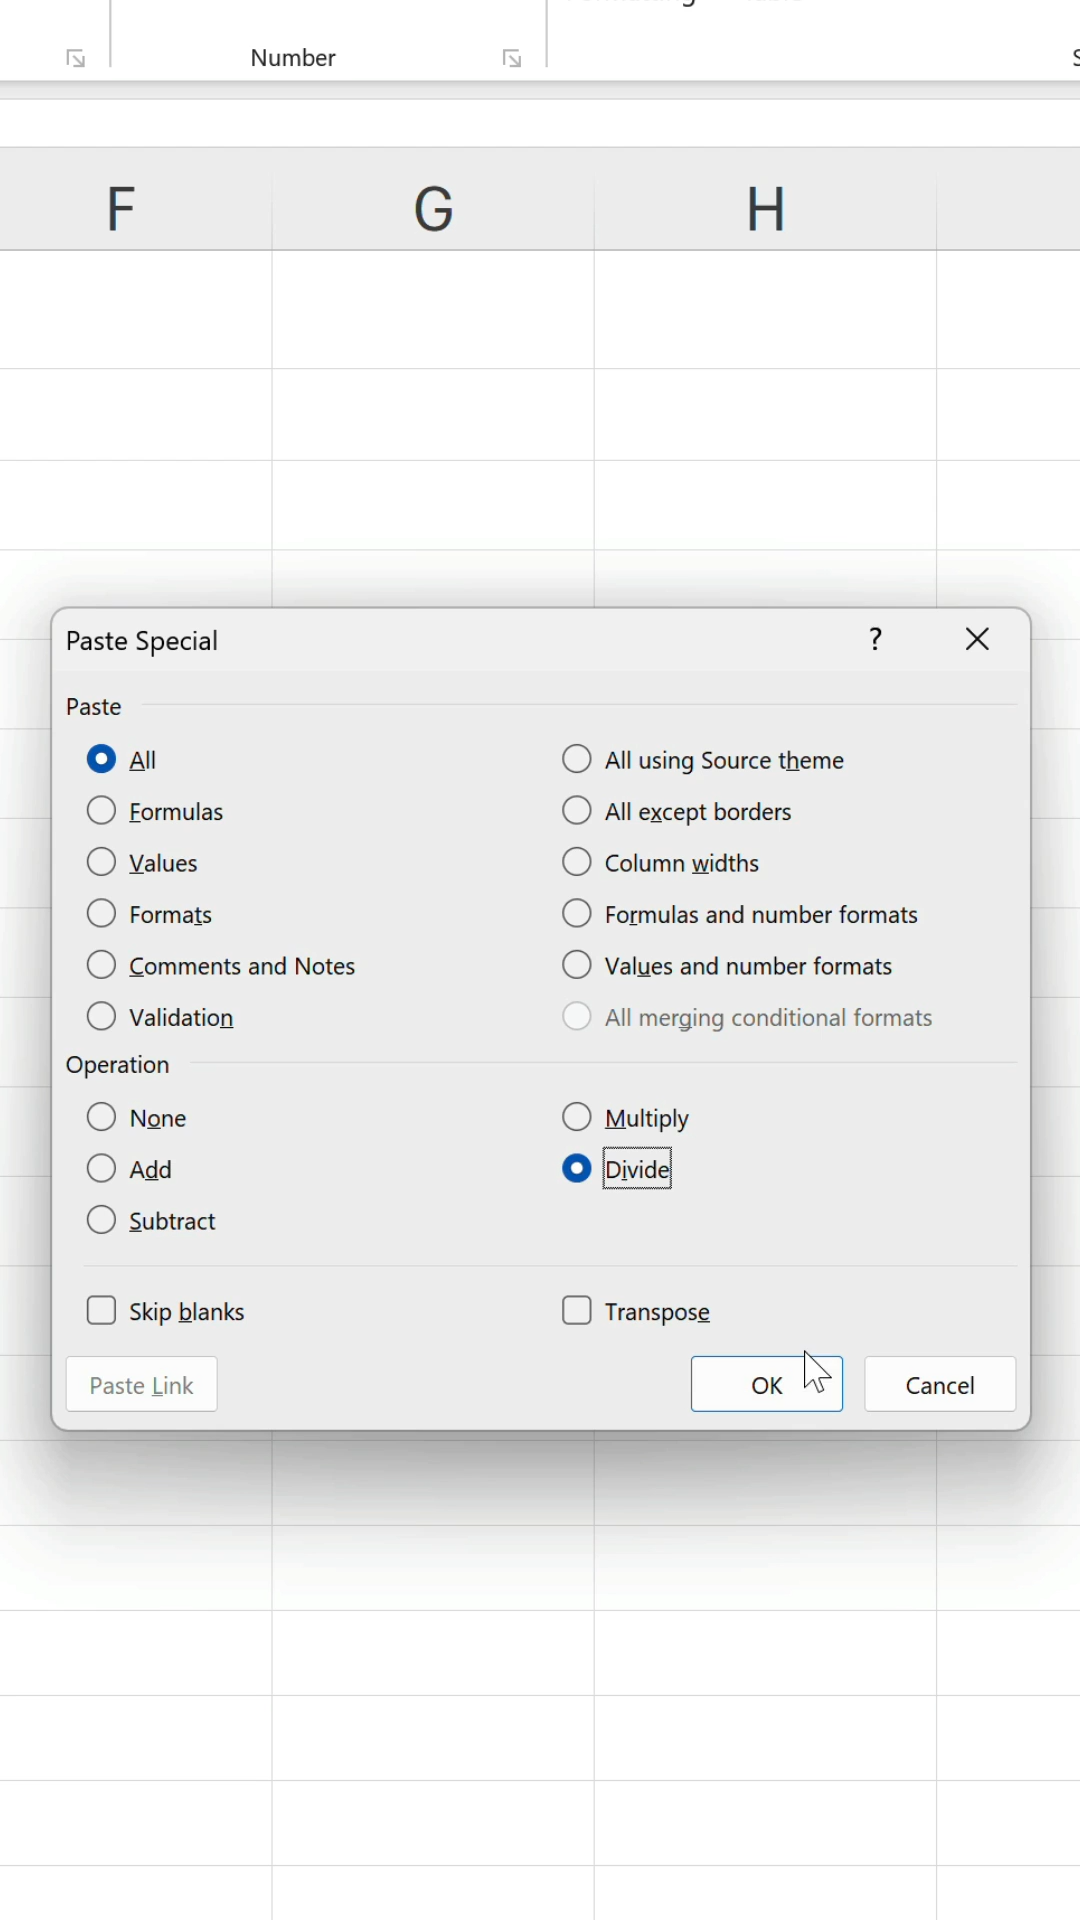 Number
F G H
Paste Special ?
Paste
All All using Source theme
Formulas All except borders
Values Column widths
Formats Formulas and number formats
Comments and Notes Values and number formats
Validation All merging conditional formats
Operation
None Multiply
Add Divide
Subtract
Skip blanks Transpose
Paste Link OK Cancel